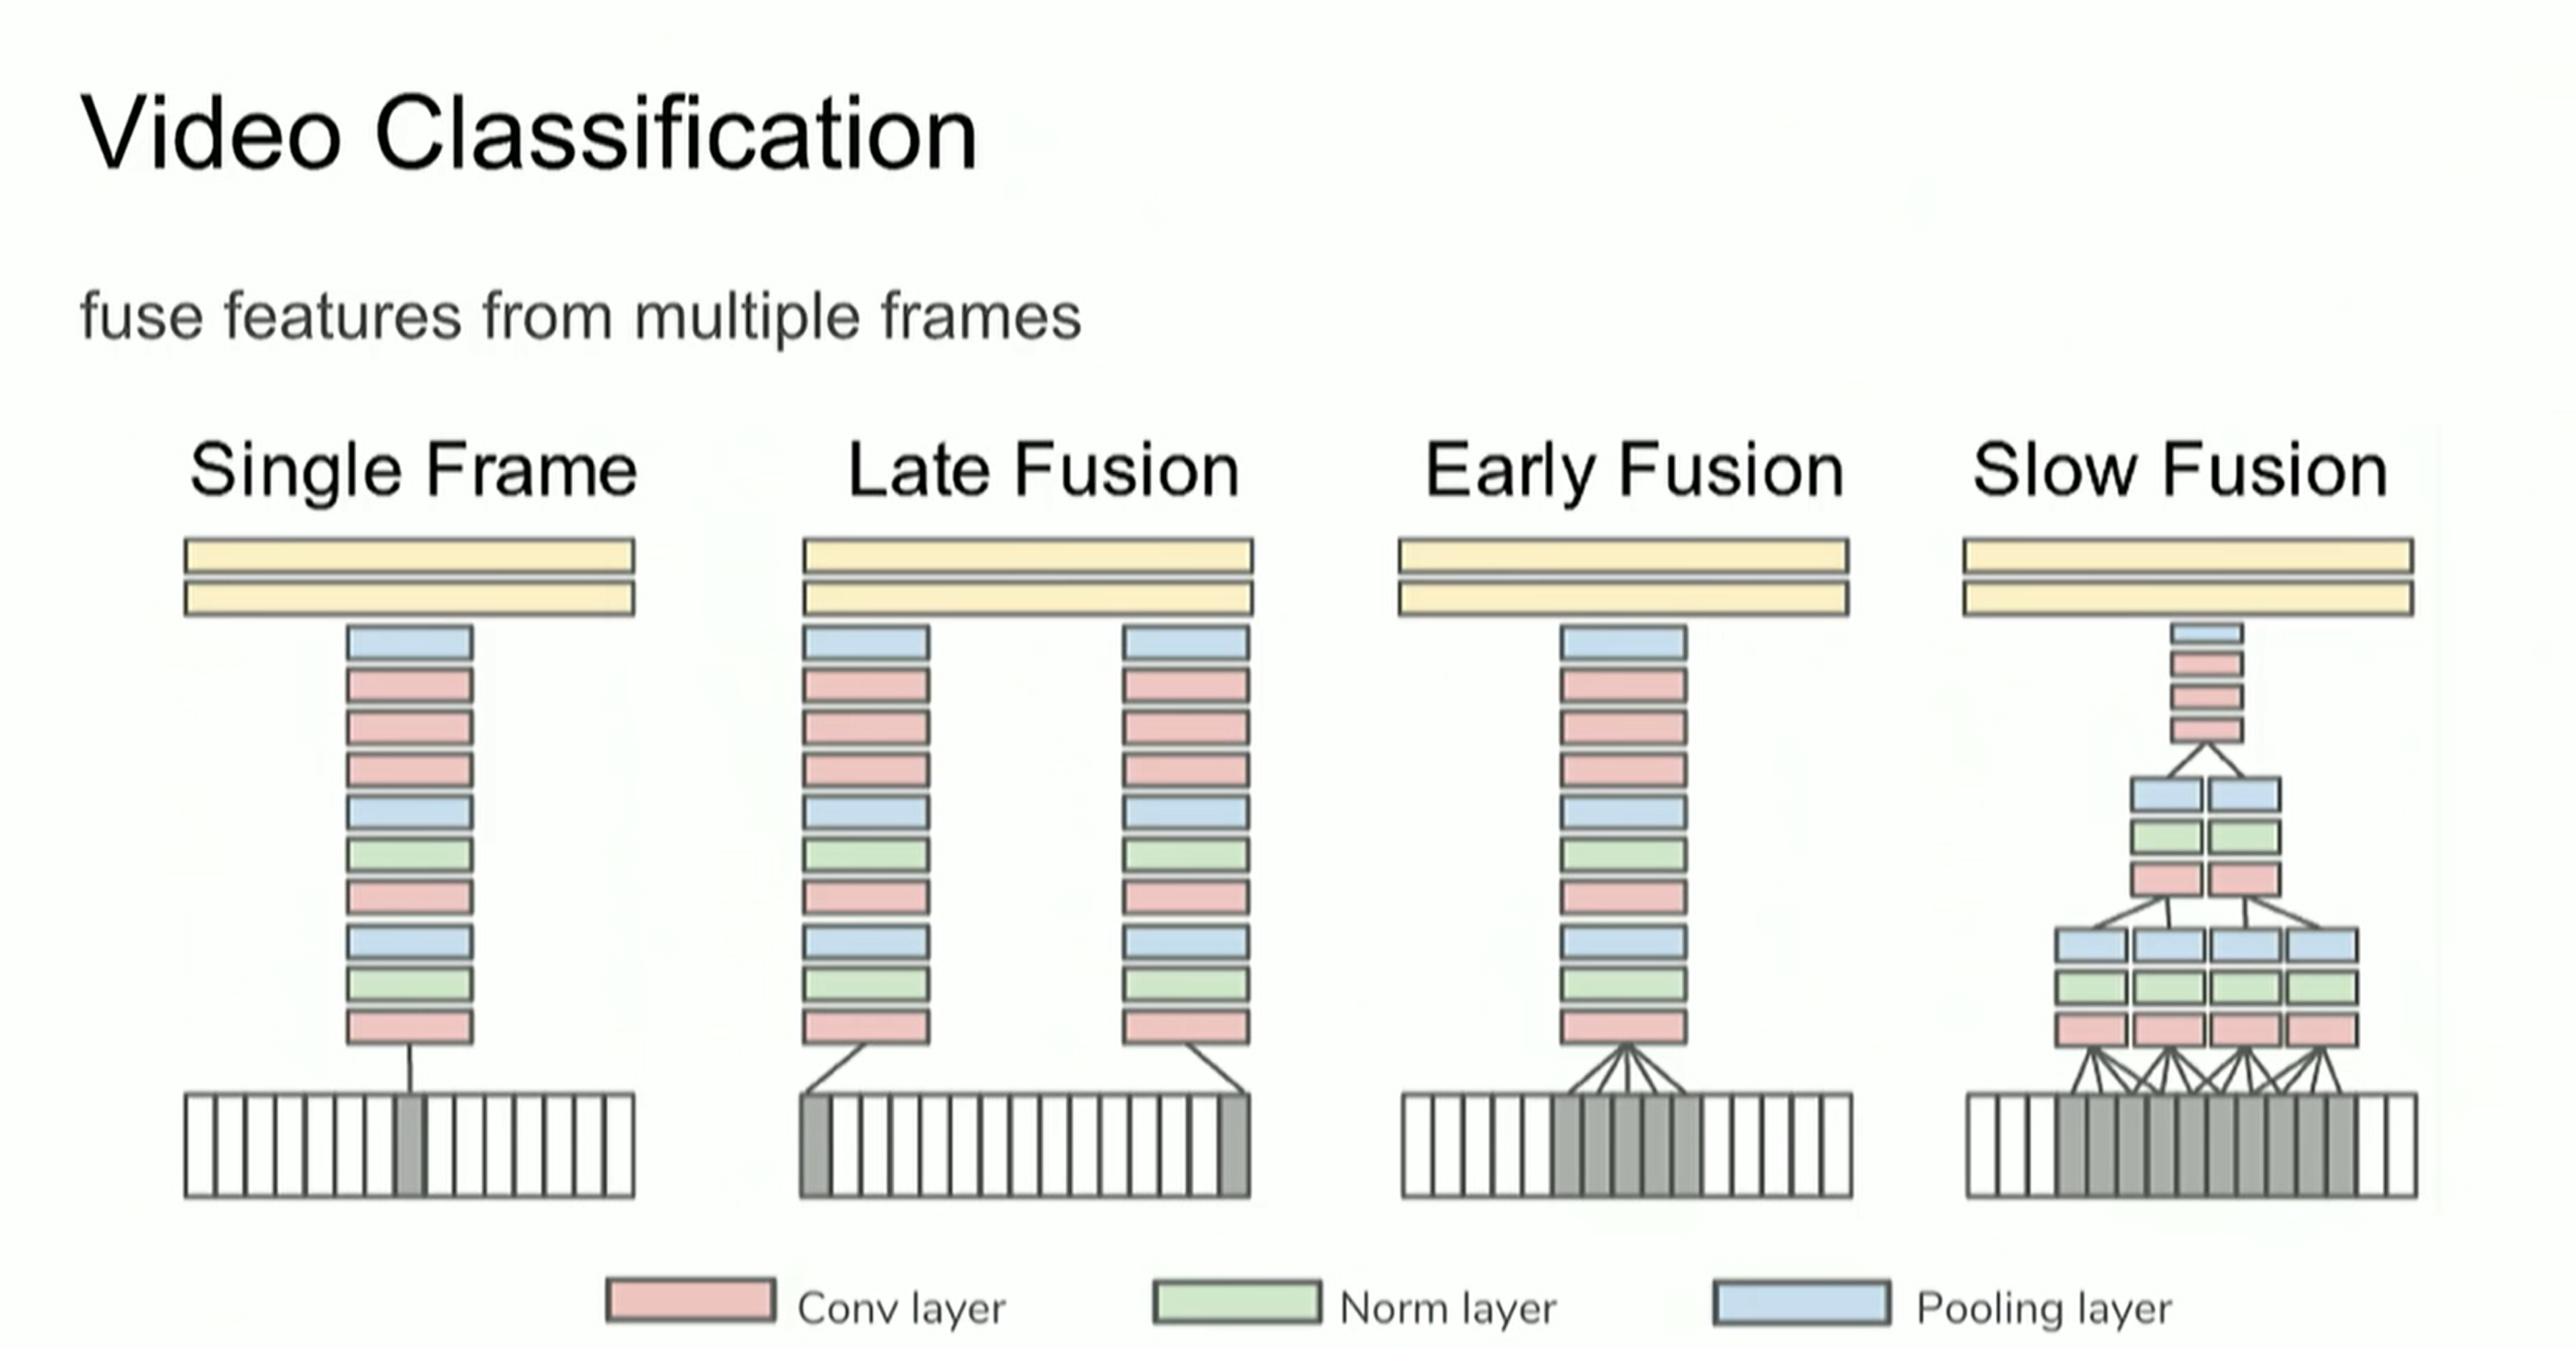 Video Classification
fuse features from multiple frames
Single Frame
Late Fusion
Early Fusion
Slow Fusion
Conv layer
Norm layer
Pooling layer